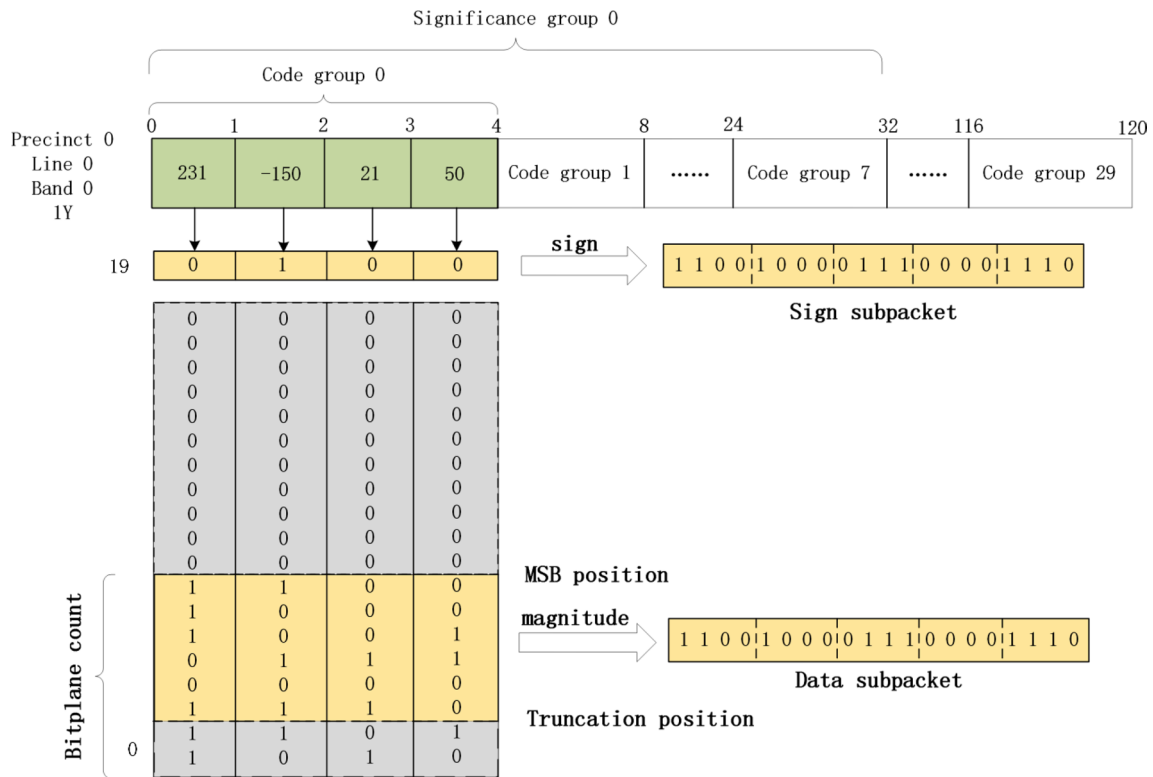 Significance group 0
Code group 0
0 1 2 3 4 8 24 32 116 120
Precinct 0
Line 0
Band 0
1Y
231 -150 21 50 Code group 1 …… Code group 7 …… Code group 29
19 0 1 0 0
sign
1 1 0 0 1 0 0 0 0 1 1 1 0 0 0 0 1 1 1 0
Sign subpacket
0 0 0 0
0 0 0 0
0 0 0 0
0 0 0 0
0 0 0 0
0 0 0 0
0 0 0 0
0 0 0 0
0 0 0 0
0 0 0 0
0 0 0 0
MSB position
Bitplane count
1 1 0 0
1 0 0 0
1 0 0 1
0 1 1 1
0 0 0 0
1 1 1 0
magnitude
1 1 0 0 1 0 0 0 0 1 1 1 0 0 0 0 1 1 1 0
Data subpacket
Truncation position
1 1 0 1
0 1 0 1 0